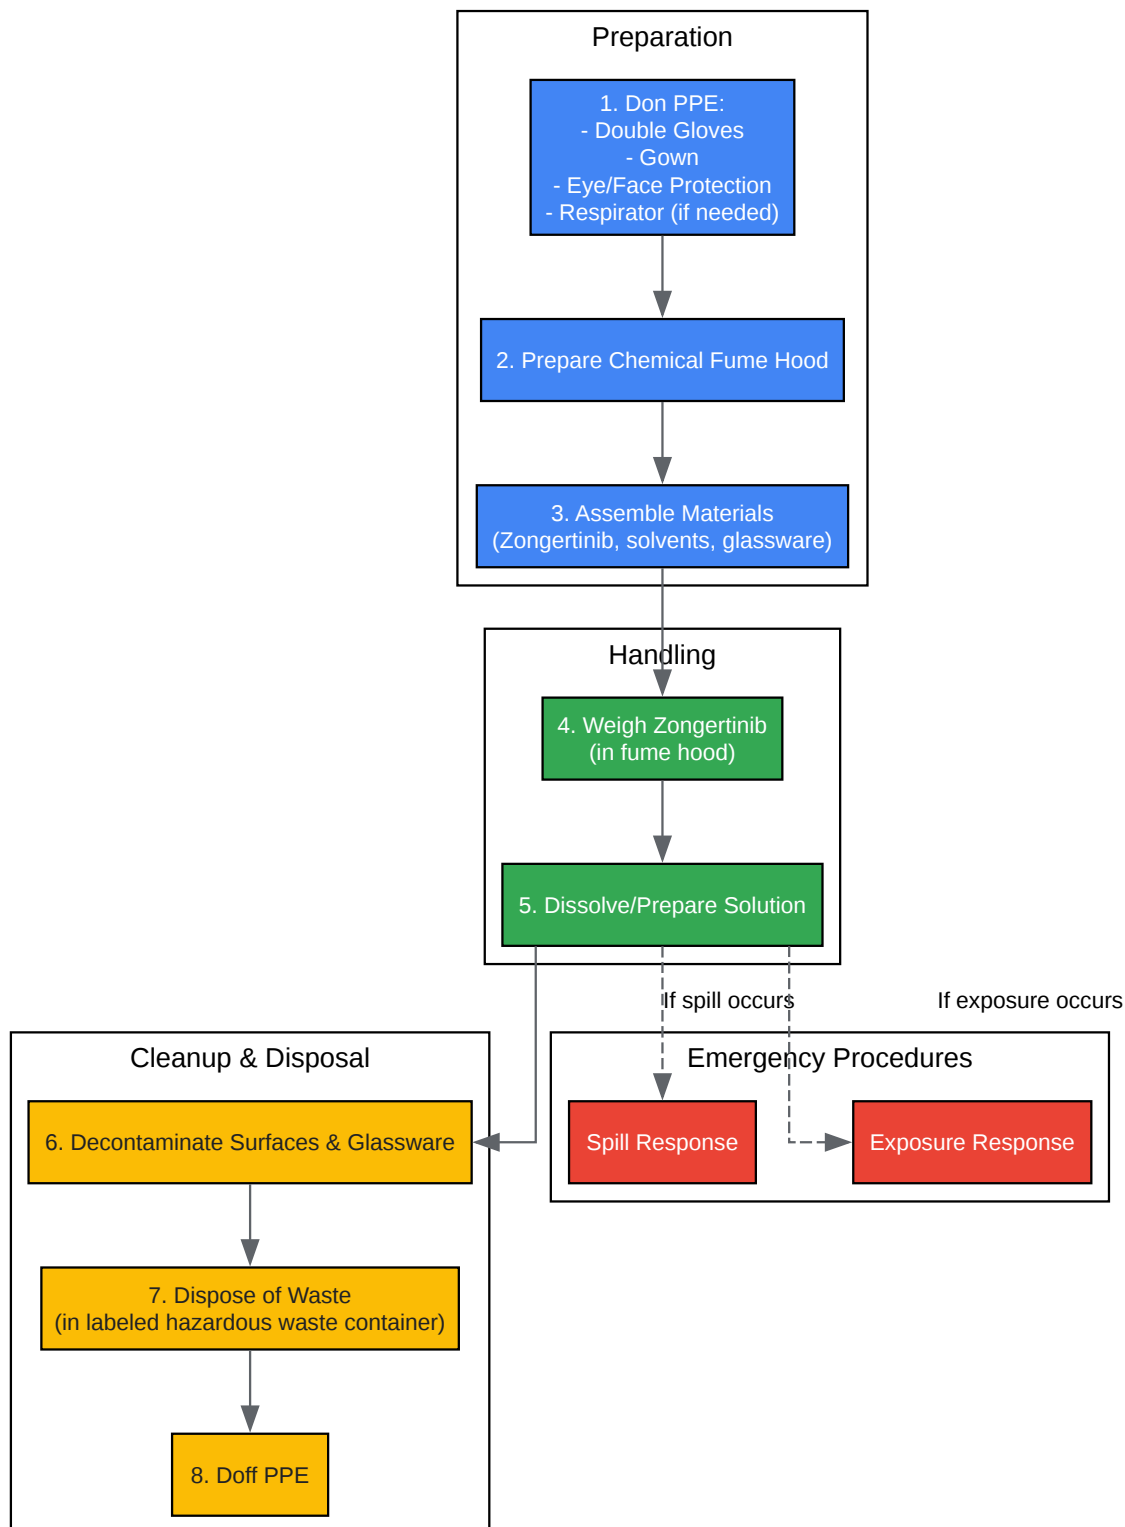 Preparation
1. Don PPE:
- Double Gloves
- Gown
- Eye/Face Protection
- Respirator (if needed)
2. Prepare Chemical Fume Hood
3. Assemble Materials
(Zongertinib, solvents, glassware)
Handling
4. Weigh Zongertinib
(in fume hood)
5. Dissolve/Prepare Solution
If spill occurs
If exposure occurs
Cleanup & Disposal
6. Decontaminate Surfaces & Glassware
7. Dispose of Waste
(in labeled hazardous waste container)
8. Doff PPE
Emergency Procedures
Spill Response
Exposure Response